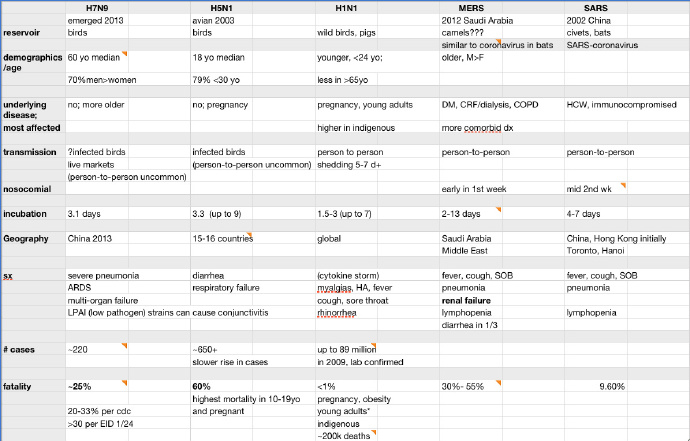 H7N9 H5N1 H1N1 MERS SARS
emerged 2013 avian 2003 2012 Saudi Arabia 2002 China
reservoir birds birds wild birds, pigs camels??? civets, bats
similar to coronavirus in bats SARS-coronavirus
demographics 60 yo median 18 yo median younger, <24 yo; older, M>F
/age
70%men>women 79% <30 yo less in >65yo
underlying no; more older no; pregnancy pregnancy, young adults DM, CRF/dialysis, COPD HCW, immunocompromised
disease;
most affected higher in indigenous more comorbid dx
transmission ?infected birds infected birds person to person person-to-person person-to-person
live markets (person-to-person uncommon) shedding 5-7 d+
(person-to-person uncommon)
nosocomial early in 1st week mid 2nd wk
incubation 3.1 days 3.3 (up to 9) 1.5-3 (up to 7) 2-13 days 4-7 days
Geography China 2013 15-16 countries global Saudi Arabia China, Hong Kong initially
Middle East Toronto, Hanoi
sx severe pneumonia diarrhea (cytokine storm) fever, cough, SOB fever, cough, SOB
ARDS respiratory failure myalgias, HA, fever pneumonia pneumonia
multi-organ failure cough, sore throat renal failure
LPAI (low pathogen) strains can cause conjunctivitis rhinorrhea lymphopenia lymphopenia
diarrhea in 1/3
# cases ~220 ~650+ up to 89 million
slower rise in cases in 2009, lab confirmed
fatality ~25% 60% <1% 30%- 55% 9.60%
highest mortality in 10-19yo pregnancy, obesity
20-33% per cdc and pregnant young adults*
>30 per EID 1/24 indigenous
~200k deaths